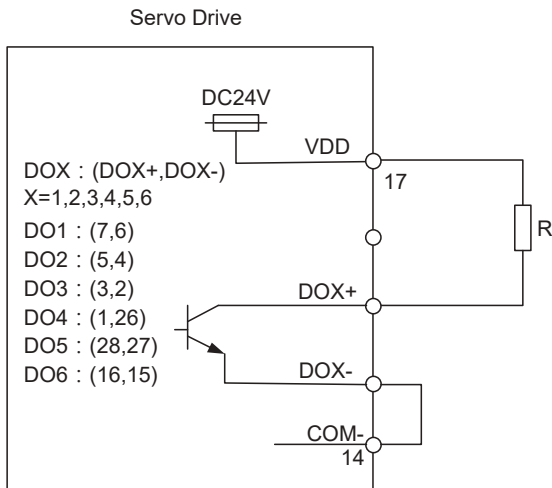 Servo Drive
DC24V
VDD
17
DOX : (DOX+,DOX-)
X=1,2,3,4,5,6
R
DO1 : (7,6)
DO2 : (5,4)
DO3 : (3,2)
DOX+
DO4 : (1,26)
DO5 : (28,27)
DO6 : (16,15)
DOX-
COM-
14